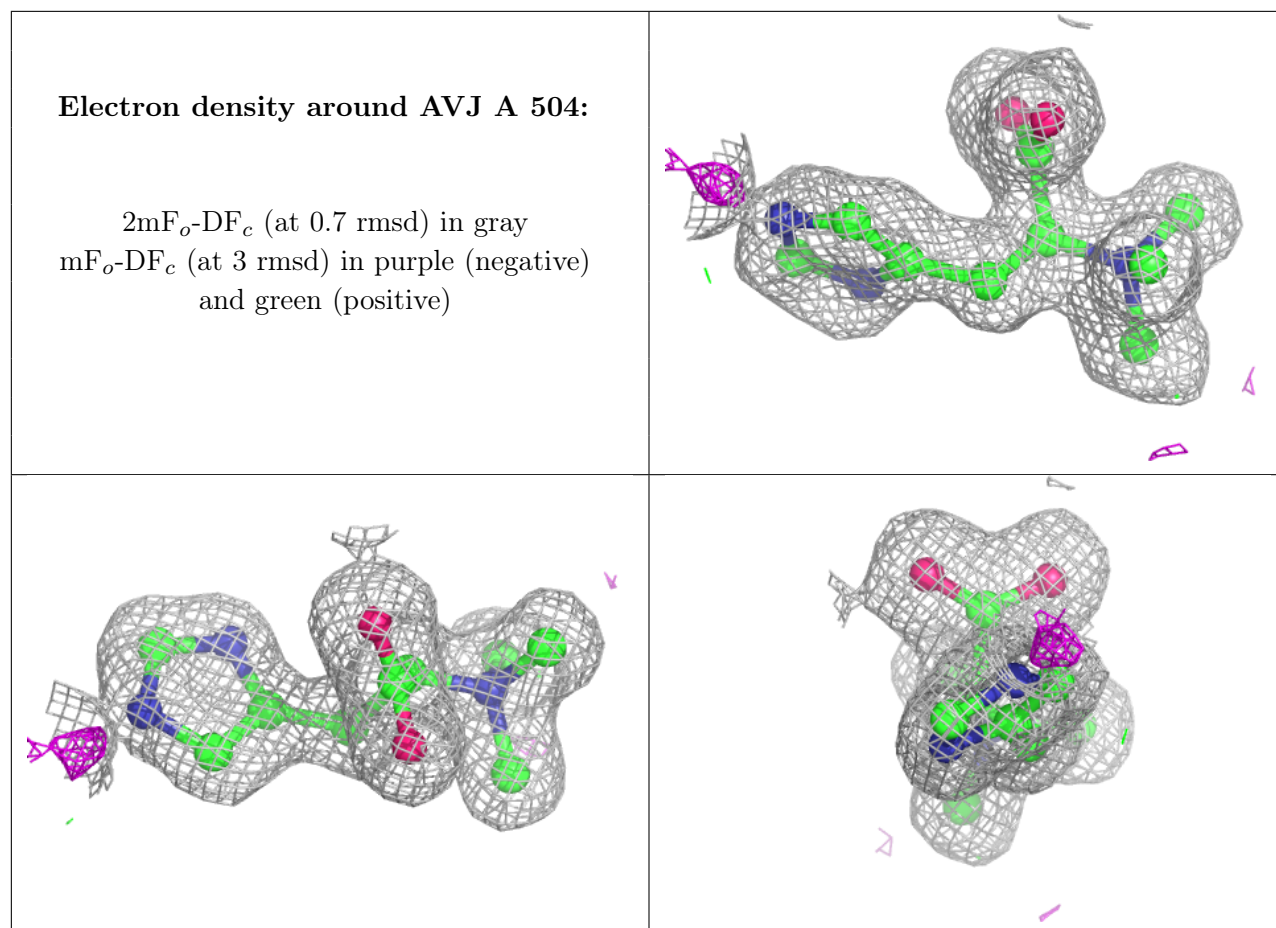 Electron density around AVJ A 504:
2mFo-DFc (at 0.7 rmsd) in gray
mFo-DFc (at 3 rmsd) in purple (negative)
and green (positive)